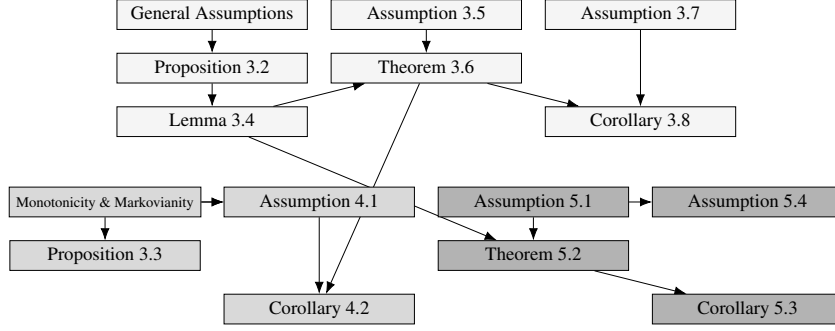 General Assumptions
Assumption 3.5
Assumption 3.7
Proposition 3.2
Theorem 3.6
Lemma 3.4
Corollary 3.8
Monotonicity & Markovianity
Assumption 4.1
Assumption 5.1
Assumption 5.4
Proposition 3.3
Theorem 5.2
Corollary 4.2
Corollary 5.3